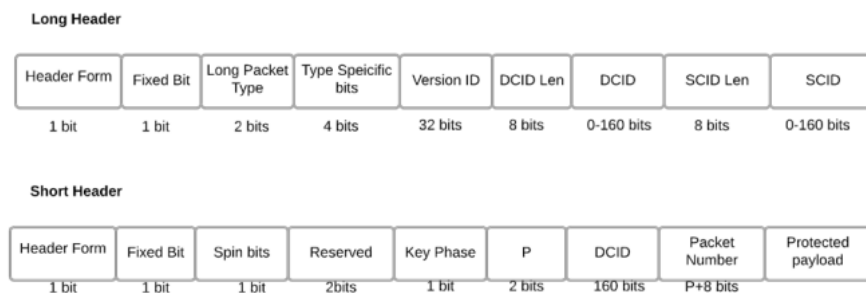 Long Header
Header Form
Fixed Bit
Long Packet
Type
Type Speicific
bits
Version ID
DCID Len
DCID
SCID Len
SCID
1 bit
1 bit
2 bits
4 bits
32 bits
8 bits
0-160 bits
8 bits
0-160 bits
Short Header
Header Form
Fixed Bit
Spin bits
Reserved
Key Phase
P
DCID
Packet
Number
Protected
payload
1 bit
1 bit
1 bit
2bits
1 bit
2 bits
160 bits
P+8 bits